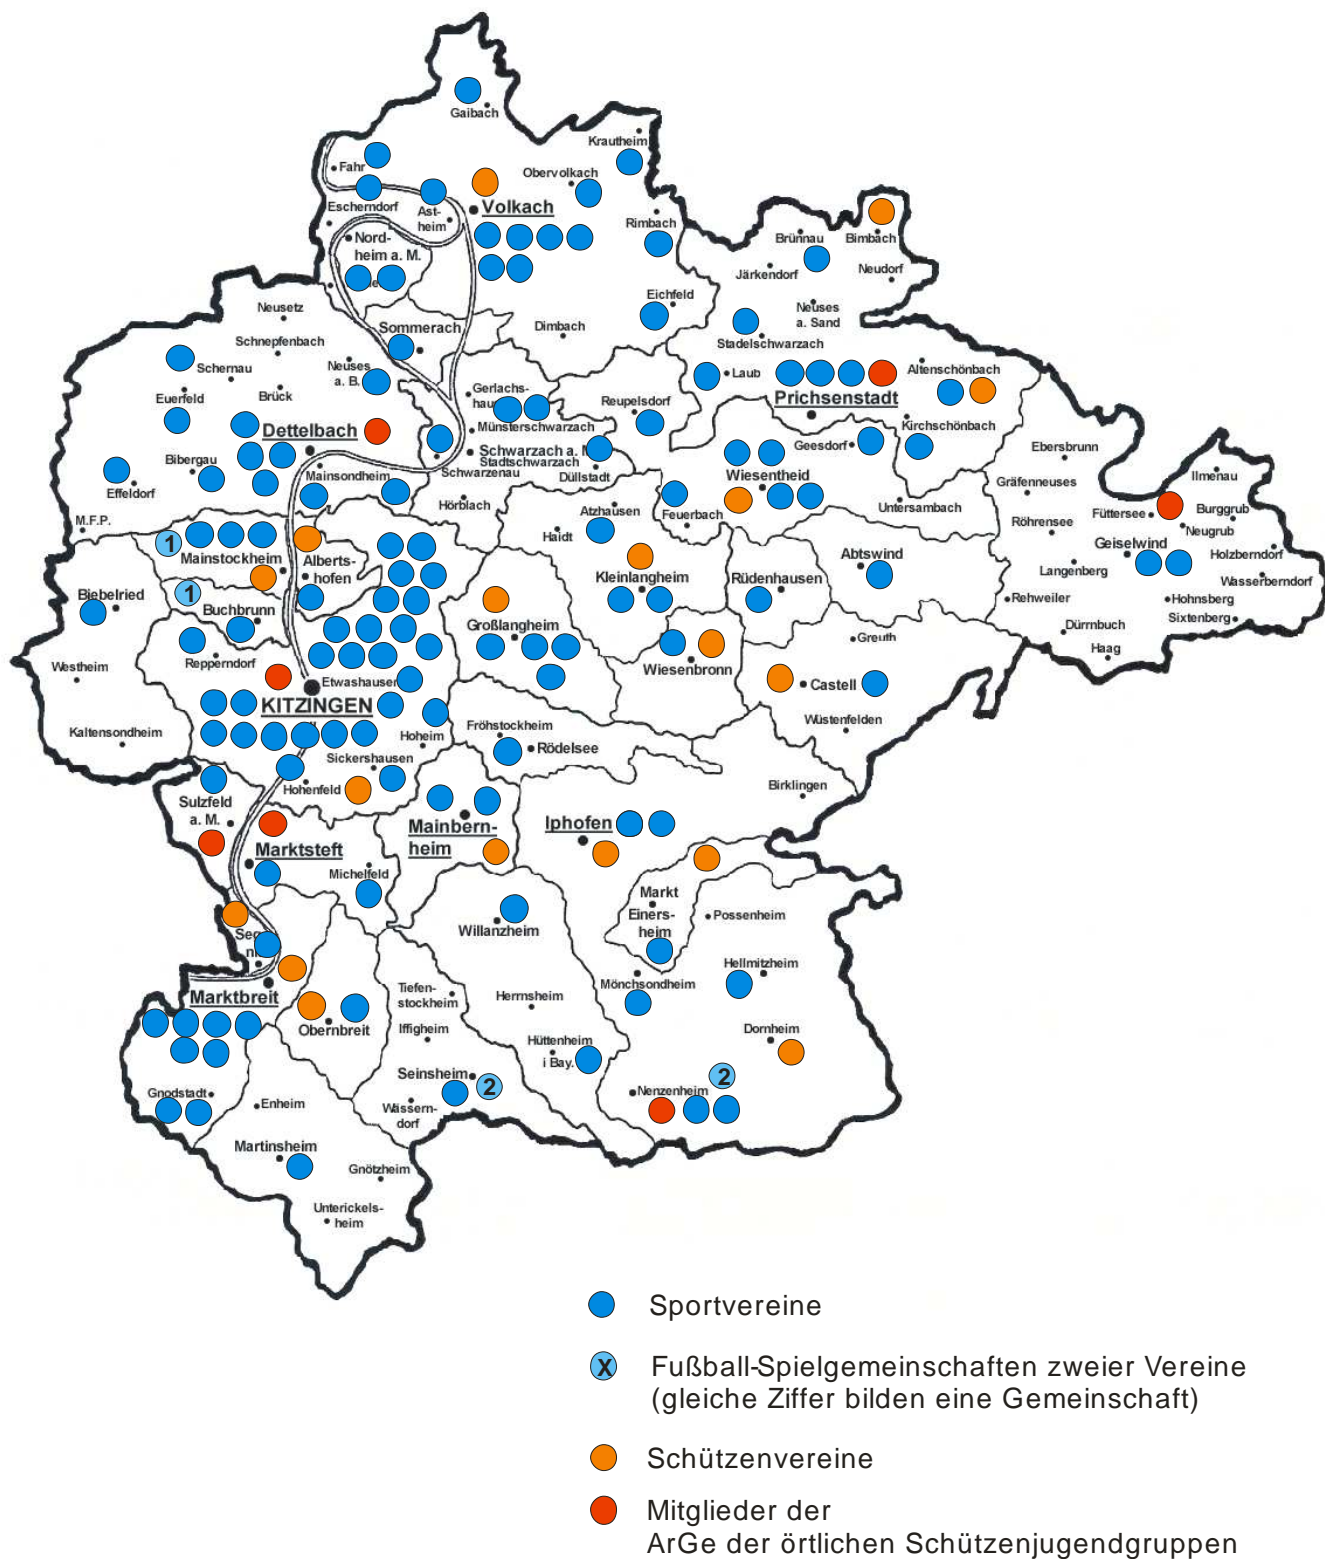 Gaibach
Krautheim
Fahr
Obervolkach
Escherndorf
Ast-
heim
Volkach
Rimbach
Nord-
heim a. M.
Brünnau
Bimbach
Järkendorf
Neudorf
Eichfeld
Neuses
a. Sand
Neusetz
Sommerach
Dimbach
Stadelschwarzach
Schnepfenbach
Schernau
Neuses
a. B.
Laub
Altenschönbach
Euerfeld
Brück
Gerlachs-
Reupelsdorf
Prichsenstadt
Dettelbach
Münsterschwarzach
Kirchschönbach
Geesdorf
Ebersbrunn
Bibergau
Schwarzach a.
Stadtschwarzach
Effeldorf
Mainsondheim
Schwarzenau
Düllstadt
Wiesentheid
Ilmenau
Gräfenneuses
Hörblach
Atzhausen
Feuerbach
Untersambach
Füttersee
Burggrub
M.F.P.
Haidt
Röhrensee
Neugrub
1
Mainstockheim
Alberts-
hofen
Abtswind
Geiselwind
Holzberndorf
Kleinlangheim
Rüdenhausen
Langenberg
Wasserberndorf
Biebelried
1
Buchbrunn
Rehweiler
Hohnsberg
Großlangheim
Sixtenberg
Dürrnbuch
Greuth
Repperndorf
Haag
Westheim
Wiesenbronn
Etwashausen
Castell
KITZINGEN
Wüstenfelden
Kaltensondheim
Fröhstockheim
Hoheim
Rödelsee
Sickershausen
Hohenfeld
Birklingen
Sulzfeld
a. M.
Mainbern-
heim
Iphofen
Marktsteft
Michelfeld
Markt
Einers-
heim
Possenheim
Willanzheim
Hellmitzheim
Mönchsondheim
Marktbreit
Tiefen-
stockheim
Herrnsheim
Obernbreit
Iffigheim
Dornheim
Hüttenheim
i Bay.
Seinsheim
2
2
Gnodstadt
Nenzenheim
Enheim
Wässern-
dorf
Martinsheim
Gnötzheim
Unterickels-
heim
Sportvereine
X
Fußball-Spielgemeinschaften zweier Vereine
(gleiche Ziffer bilden eine Gemeinschaft)
Schützenvereine
Mitglieder der
ArGe der örtlichen Schützenjugendgruppen